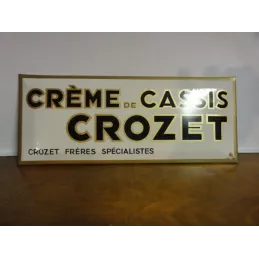 CRÈME DE CASSIS
CROZET
CROZET FRÈRES SPÉCIALISTES